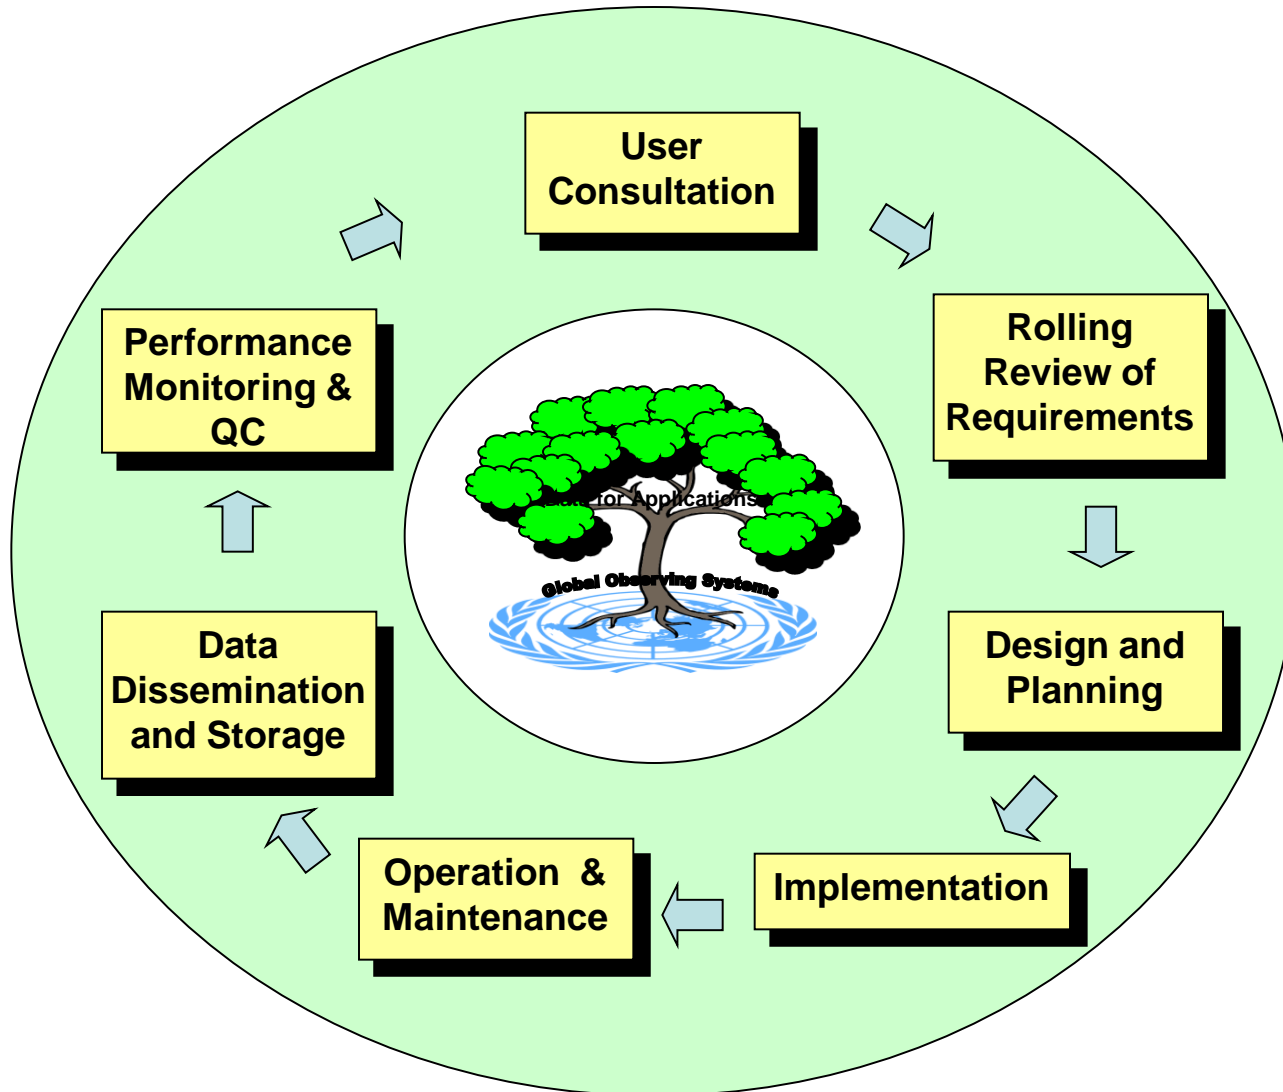 User
Consultation
Rolling
Review of
Requirements
Performance
Monitoring &
QC
Data for Applications
Global Observing Systems
Design and
Planning
Data
Dissemination
and Storage
Operation &
Maintenance
Implementation